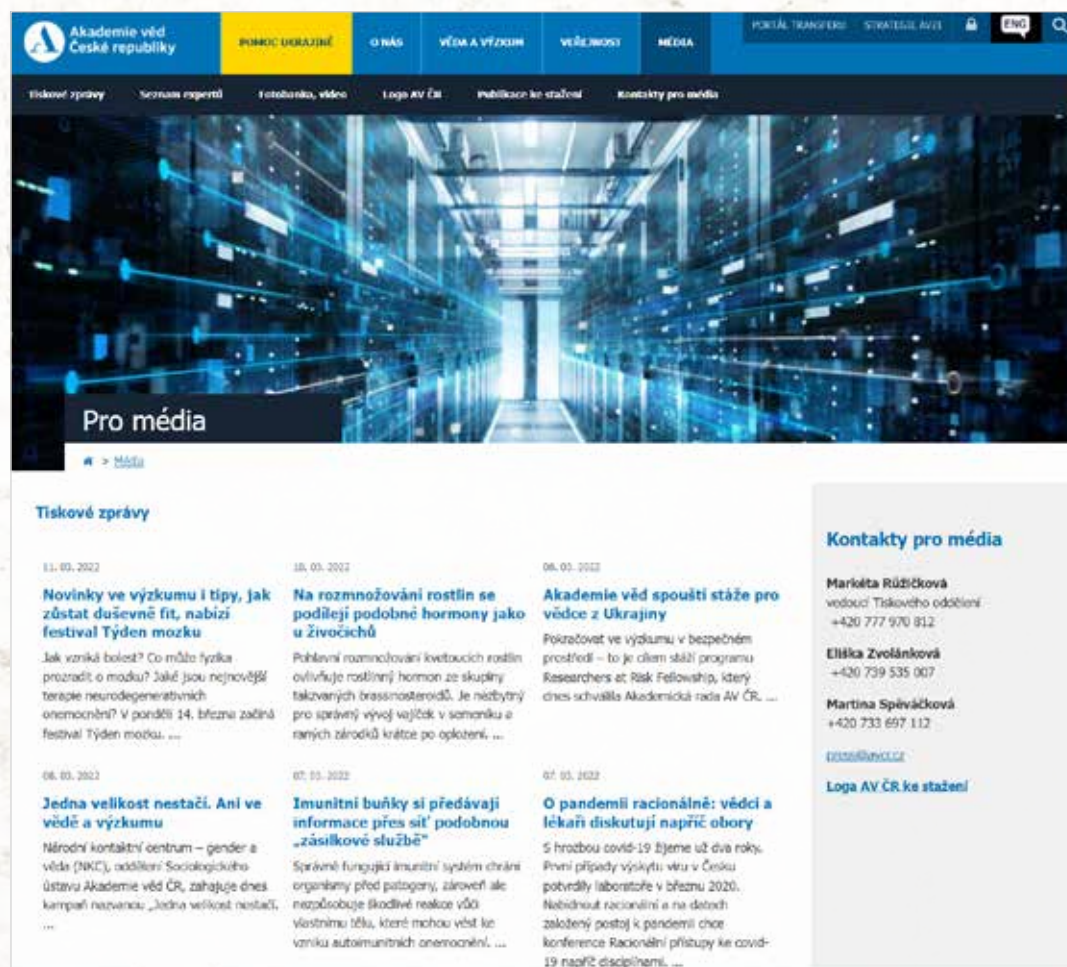 Akademie věd
České republiky
POMOC UKRAJINĚ
O NÁS
VĚDA A VÝZKUM
VEŘEJNOST
MÉDIA
PORTÁL TRANSFERU
STRATEGIE AV21
ENG
Tiskové zprávy
Seznam expertů
Fotobanka, video
Logo AV ČR
Publikace ke stažení
Kontakty pro média
Pro média
> Média
Tiskové zprávy
11. 03. 2022
Novinky ve výzkumu i tipy, jak
zůstat duševně fit, nabízí
festival Týden mozku
Jak vzniká bolest? Co může fyzika
prozradit o mozku? Jaké jsou nejnovější
terapie neurodegenerativních
onemocnění? V pondělí 14. března začíná
festival Týden mozku. ...
10. 03. 2022
Na rozmnožování rostlin se
podílejí podobné hormony jako
u živočichů
Pohlavní rozmnožování kvetoucích rostlin
ovlivňuje rostlinný hormon ze skupiny
takzvaných brassinosteroidů. Je nezbytný
pro správný vývoj vajíček v semeníku a
raných zárodků krátce po oplození. ...
08. 03. 2022
Akademie věd spouští stáže pro
vědce z Ukrajiny
Pokračovat ve výzkumu v bezpečném
prostředí – to je cílem stáží programu
Researchers at Risk Fellowship, který
dnes schválila Akademická rada AV ČR. ...
08. 03. 2022
Jedna velikost nestačí. Ani ve
vědě a výzkumu
Národní kontaktní centrum – gender a
věda (NKC), oddělení Sociologického
ústavu Akademie věd ČR, zahajuje dnes
kampaň nazvanou „Jedna velikost nestačí.
...
07. 03. 2022
Imunitní buňky si předávají
informace přes síť podobnou
„zásilkové službě“
Správně fungující imunitní systém chrání
organismy před patogeny, zároveň ale
nezpůsobuje škodlivé reakce vůči
vlastnímu tělu, které mohou vést ke
vzniku autoimunitních onemocnění. ...
07. 03. 2022
O pandemii racionálně: vědci a
lékaři diskutují napříč obory
S hrozbou covid-19 žijeme už dva roky.
První případy výskytu viru v Česku
potvrdily laboratoře v březnu 2020.
Nabídnout racionální a na datech
založený postoj k pandemii chce
konference Racionální přístupy ke covid-
19 napříč disciplínami. ...
Kontakty pro média
Markéta Růžičková
vedoucí Tiskového oddělení
+420 777 970 812
Eliška Zvolánková
+420 739 535 007
Martina Spěváčková
+420 733 697 112
press@avcr.cz
Loga AV ČR ke stažení